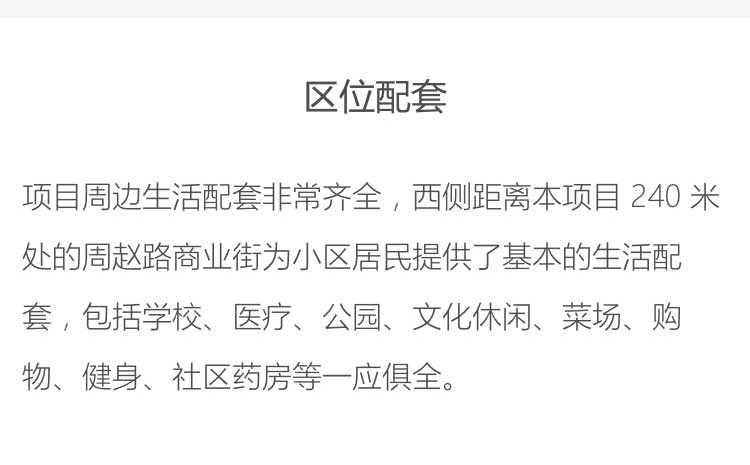 区位配套
项目周边生活配套非常齐全，西侧距离本项目 240 米
处的周赵路商业街为小区居民提供了基本的生活配
套，包括学校、医疗、公园、文化休闲、菜场、购
物、健身、社区药房等一应俱全。